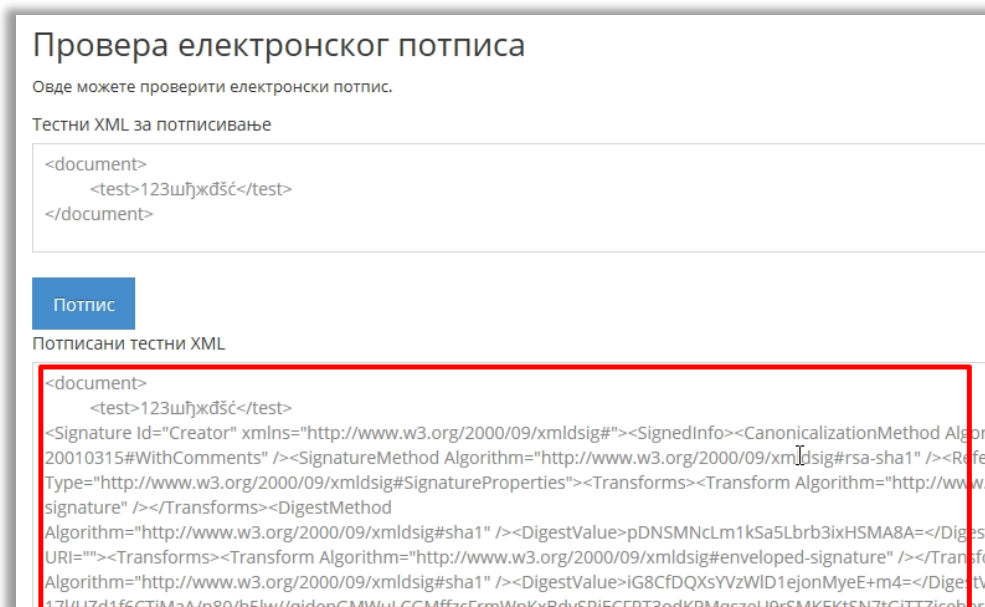 Провера електронског потписа
Овде можете проверити електронски потпис.
Тестни XML за потписивање
<document>
<test>123шђжđšć</test>
</document>
Потпис
Потписани тестни XML
<document>
<test>123шђжđšć</test>
<Signature Id="Creator" xmlns="http://www.w3.org/2000/09/xmldsig#"><SignedInfo><CanonicalizationMethod
20010315#WithComments" /><SignatureMethod Algorithm="http://www.w3.org/2000/09/xmldsig#rsa-sha1" />
Type="http://www.w3.org/2000/09/xmldsig#SignatureProperties"><Transforms><Transform Algorithm="http://www.
signature" /></Transforms><DigestMethod
Algorithm="http://www.w3.org/2000/09/xmldsig#sha1" /><DigestValue>pDNSMNcLm1kSa5Lbrb3ixHSMA8A=
URI=""><Transforms><Transform Algorithm="http://www.w3.org/2000/09/xmldsig#enveloped-signature" />
Algorithm="http://www.w3.org/2000/09/xmldsig#sha1" /><DigestValue>iG8CfDQXsYVzWlD1ejonMyeE+m4=